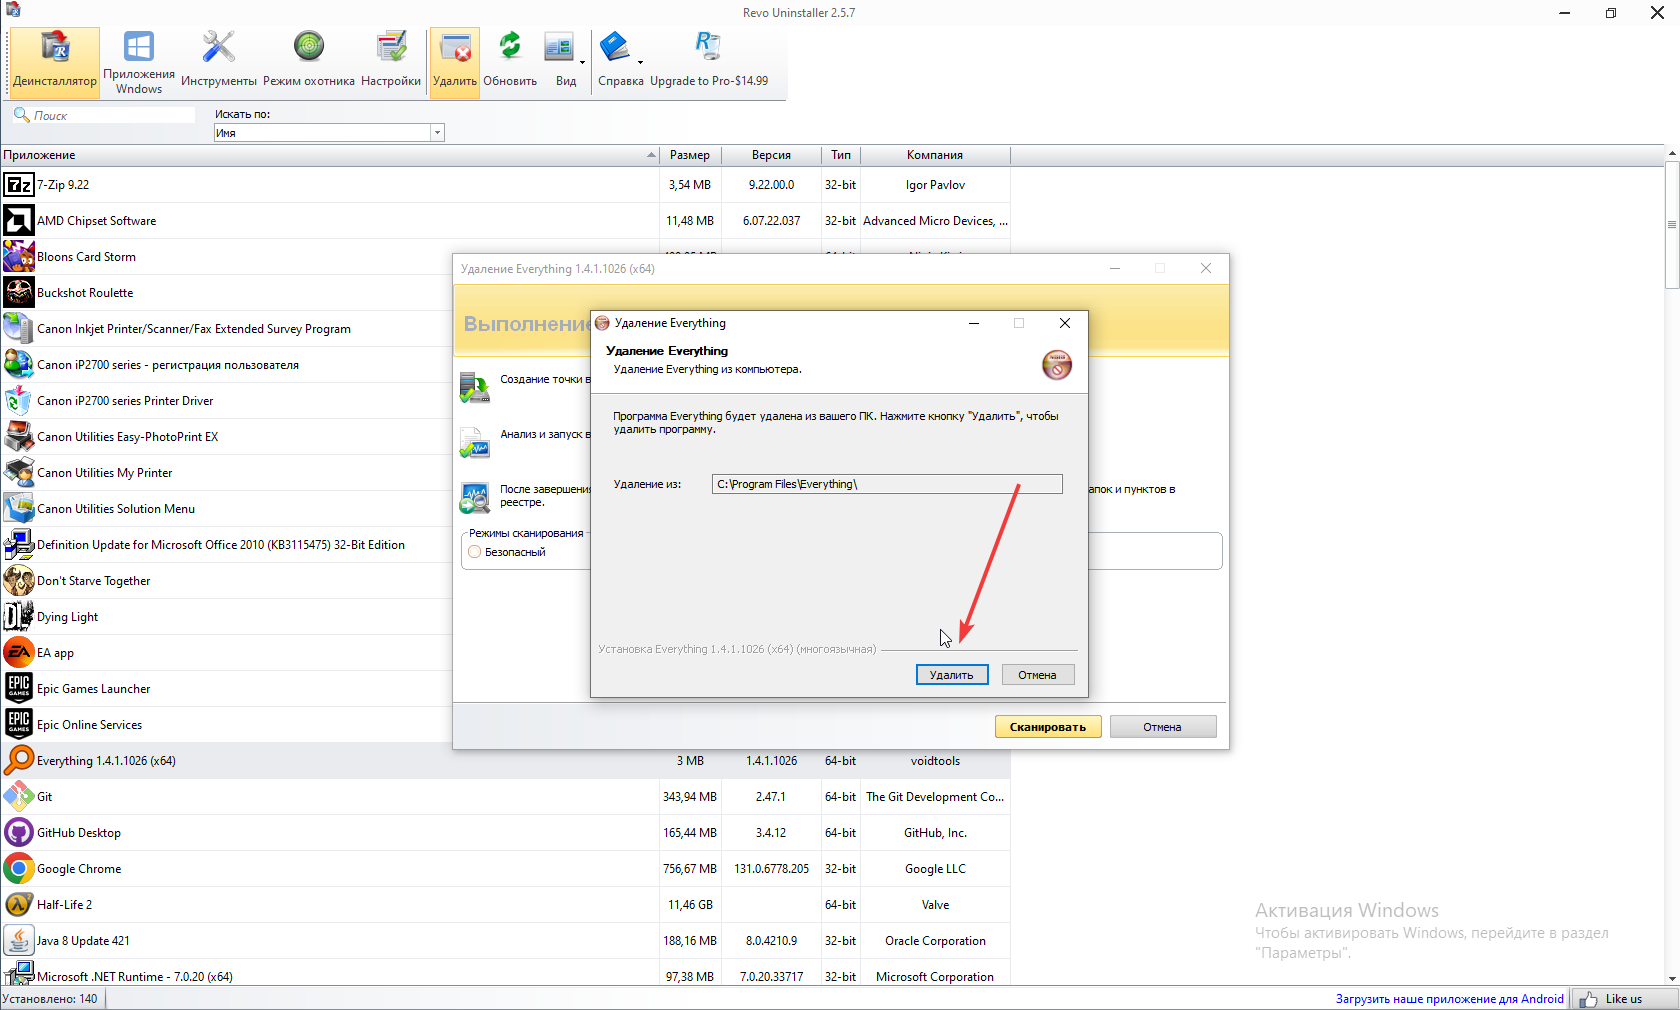 Revo Uninstaller 2.5.7
Деинсталлятор
Приложения
Wndows
Инструменты
Режим охотника
Настройки
Удалить
Обновить
Вид
Справка
Upgrade to Pro-$14.99
Поиск
Искать по:
Имя
Приложение Размер Версия Тип Компания
7-Zip 9.22 3,54 MB 9.22.00.0 32-bit Igor Pavlov
AMD Chipset Software 11,48 MB 6.07.22.037 32-bit Advanced Micro Devices, ...
Bloons Card Storm
Buckshot Roulette
Canon Inkjet Printer/Scanner/Fax Extended Survey Program
Canon iP2700 series - регистрация пользователя
Canon iP2700 series Printer Driver
Canon Utilities Easy-PhotoPrint EX
Canon Utilities My Printer
Canon Utilities Solution Menu
Definition Update for Microsoft Office 2010 (KB3115475) 32-Bit Edition
Don't Starve Together
Dying Light
EA app
Epic Games Launcher
Epic Online Services
Everything 1.4.1.1026 (x64) 3 MB 1.4.1.1026 64-bit voidtools
Git 343,94 MB 2.47.1 64-bit The Git Development Co...
GitHub Desktop 165,44 MB 3.4.12 64-bit GitHub, Inc.
Google Chrome 756,67 MB 131.0.6778.205 32-bit Google LLC
Half-Life 2 11,46 GB 64-bit Valve
Java 8 Update 421 188,16 MB 8.0.4210.9 32-bit Oracle Corporation
Microsoft .NET Runtime - 7.0.20 (x64) 97,38 MB 7.0.20.33717 32-bit Microsoft Corporation
Установлено: 140
Загрузить наше приложение для Android
Like us
Удаление Everything 1.4.1.1026 (x64)
Выполнение
Создание точки в
Анализ и запуск в
После завершения
апок и пунктов в
реестре.
Режимы сканирования
Безопасный
Сканировать
Отмена
Удаление Everything
Удаление Everything
Удаление Everything из компьютера.
Программа Everything будет удалена из вашего ПК. Нажмите кнопку "Удалить", чтобы
удалить программу.
Удаление из: C:\Program Files\Everything\
Установка Everything 1.4.1.1026 (x64) (многоязычная)
Удалить
Отмена
Активация Windows
Чтобы активировать Windows, перейдите в раздел
"Параметры".